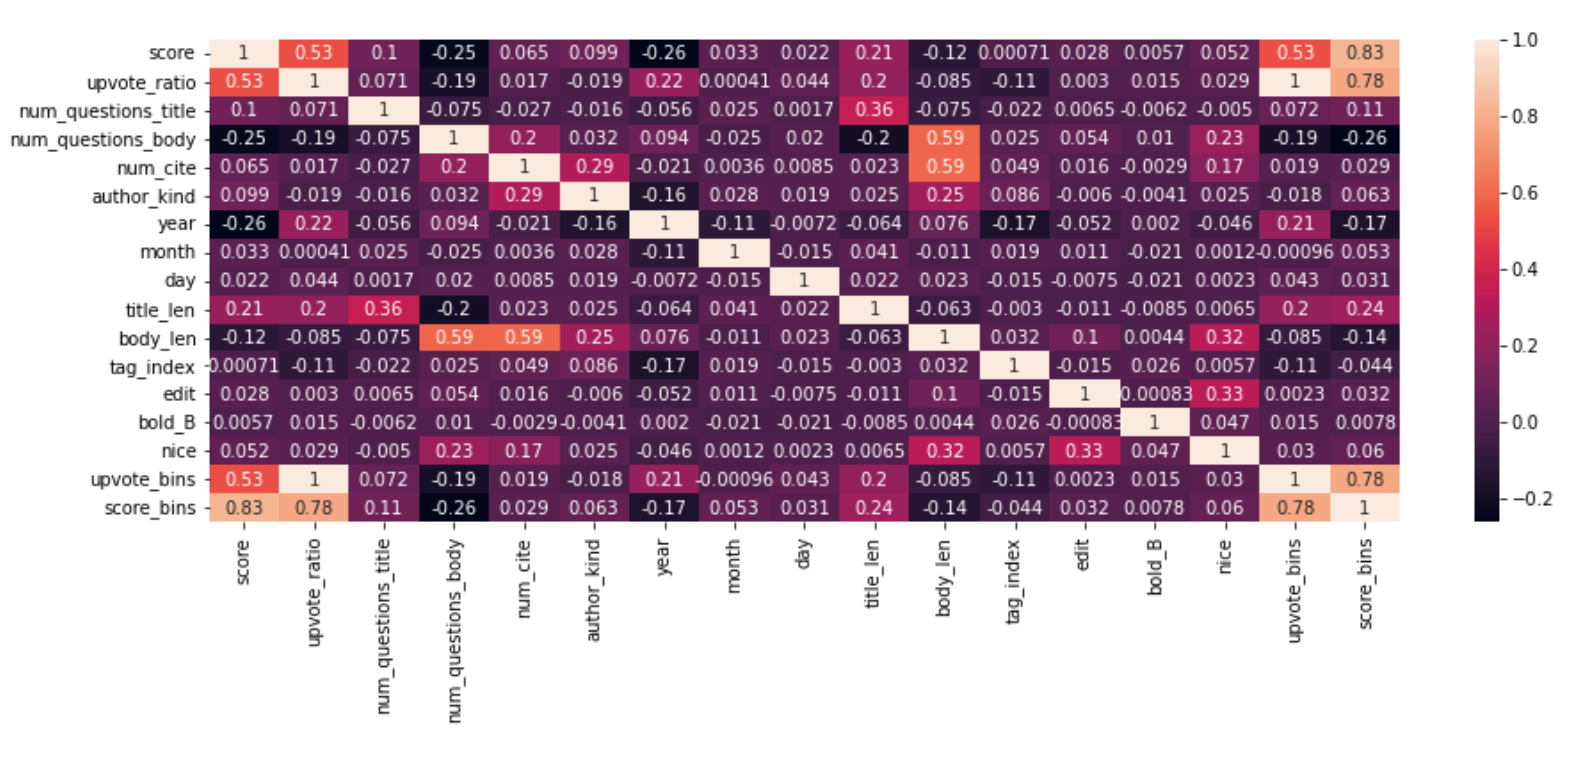 score 1 0.53 0.1 -0.25 0.065 0.099 -0.26 0.033 0.022 0.21 -0.12 0.00071 0.028 0.0057 0.052 0.53 0.83 1.0
upvote_ratio 0.53 1 0.071 -0.19 0.017 -0.019 0.22 0.00041 0.044 0.2 -0.085 -0.11 0.003 0.015 0.029 1 0.78
num_questions_title 0.1 0.071 1 -0.075 -0.027 -0.016 -0.056 0.025 0.0017 0.36 -0.075 -0.022 0.0065 -0.0062 -0.005 0.072 0.11 0.8
num_questions_body -0.25 -0.19 -0.075 1 0.2 0.032 0.094 -0.025 0.02 -0.2 0.59 0.025 0.054 0.01 0.23 -0.19 -0.26
num_cite 0.065 0.017 -0.027 0.2 1 0.29 -0.021 0.0036 0.0085 0.023 0.59 0.049 0.016 -0.0029 0.17 0.019 0.029
author_kind 0.099 -0.019 -0.016 0.032 0.29 1 -0.16 0.028 0.019 0.025 0.25 0.086 -0.006 -0.0041 0.025 -0.018 0.063 0.6
year -0.26 0.22 -0.056 0.094 -0.021 -0.16 1 -0.11 -0.0072 -0.064 0.076 -0.17 -0.052 0.002 -0.046 0.21 -0.17
month 0.033 0.00041 0.025 -0.025 0.0036 0.028 -0.11 1 -0.015 0.041 -0.011 0.019 0.011 -0.021 0.0012 -0.00096 0.053
day 0.022 0.044 0.0017 0.02 0.0085 0.019 -0.0072 -0.015 1 0.022 0.023 -0.015 -0.0075 -0.021 0.0023 0.043 0.031 0.4
title_len 0.21 0.2 0.36 -0.2 0.023 0.025 -0.064 0.041 0.022 1 -0.063 -0.003 -0.011 -0.0085 0.0065 0.2 0.24
body_len -0.12 -0.085 -0.075 0.59 0.59 0.25 0.076 -0.011 0.023 -0.063 1 0.032 0.1 0.0044 0.32 -0.085 -0.14 0.2
tag_index 0.00071 -0.11 -0.022 0.025 0.049 0.086 -0.17 0.019 -0.015 -0.003 0.032 1 -0.015 0.026 0.0057 -0.11 -0.044
edit 0.028 0.003 0.0065 0.054 0.016 -0.006 -0.052 0.011 -0.0075 -0.011 0.1 -0.015 1 -0.00083 0.33 0.0023 0.032
bold_B 0.0057 0.015 -0.0062 0.01 -0.0029 -0.0041 0.002 -0.021 -0.021 -0.0085 0.0044 0.026 -0.00083 1 0.047 0.015 0.0078 0.0
nice 0.052 0.029 -0.005 0.23 0.17 0.025 -0.046 0.0012 0.0023 0.0065 0.32 0.0057 0.33 0.047 1 0.03 0.06
upvote_bins 0.53 1 0.072 -0.19 0.019 -0.018 0.21 -0.00096 0.043 0.2 -0.085 -0.11 0.0023 0.015 0.03 1 0.78
score_bins 0.83 0.78 0.11 -0.26 0.029 0.063 -0.17 0.053 0.031 0.24 -0.14 -0.044 0.032 0.0078 0.06 0.78 1 −0.2
score upvote_ratio num_questions_title num_questions_body num_cite author_kind year month day title_len body_len tag_index edit bold_B nice upvote_bins score_bins